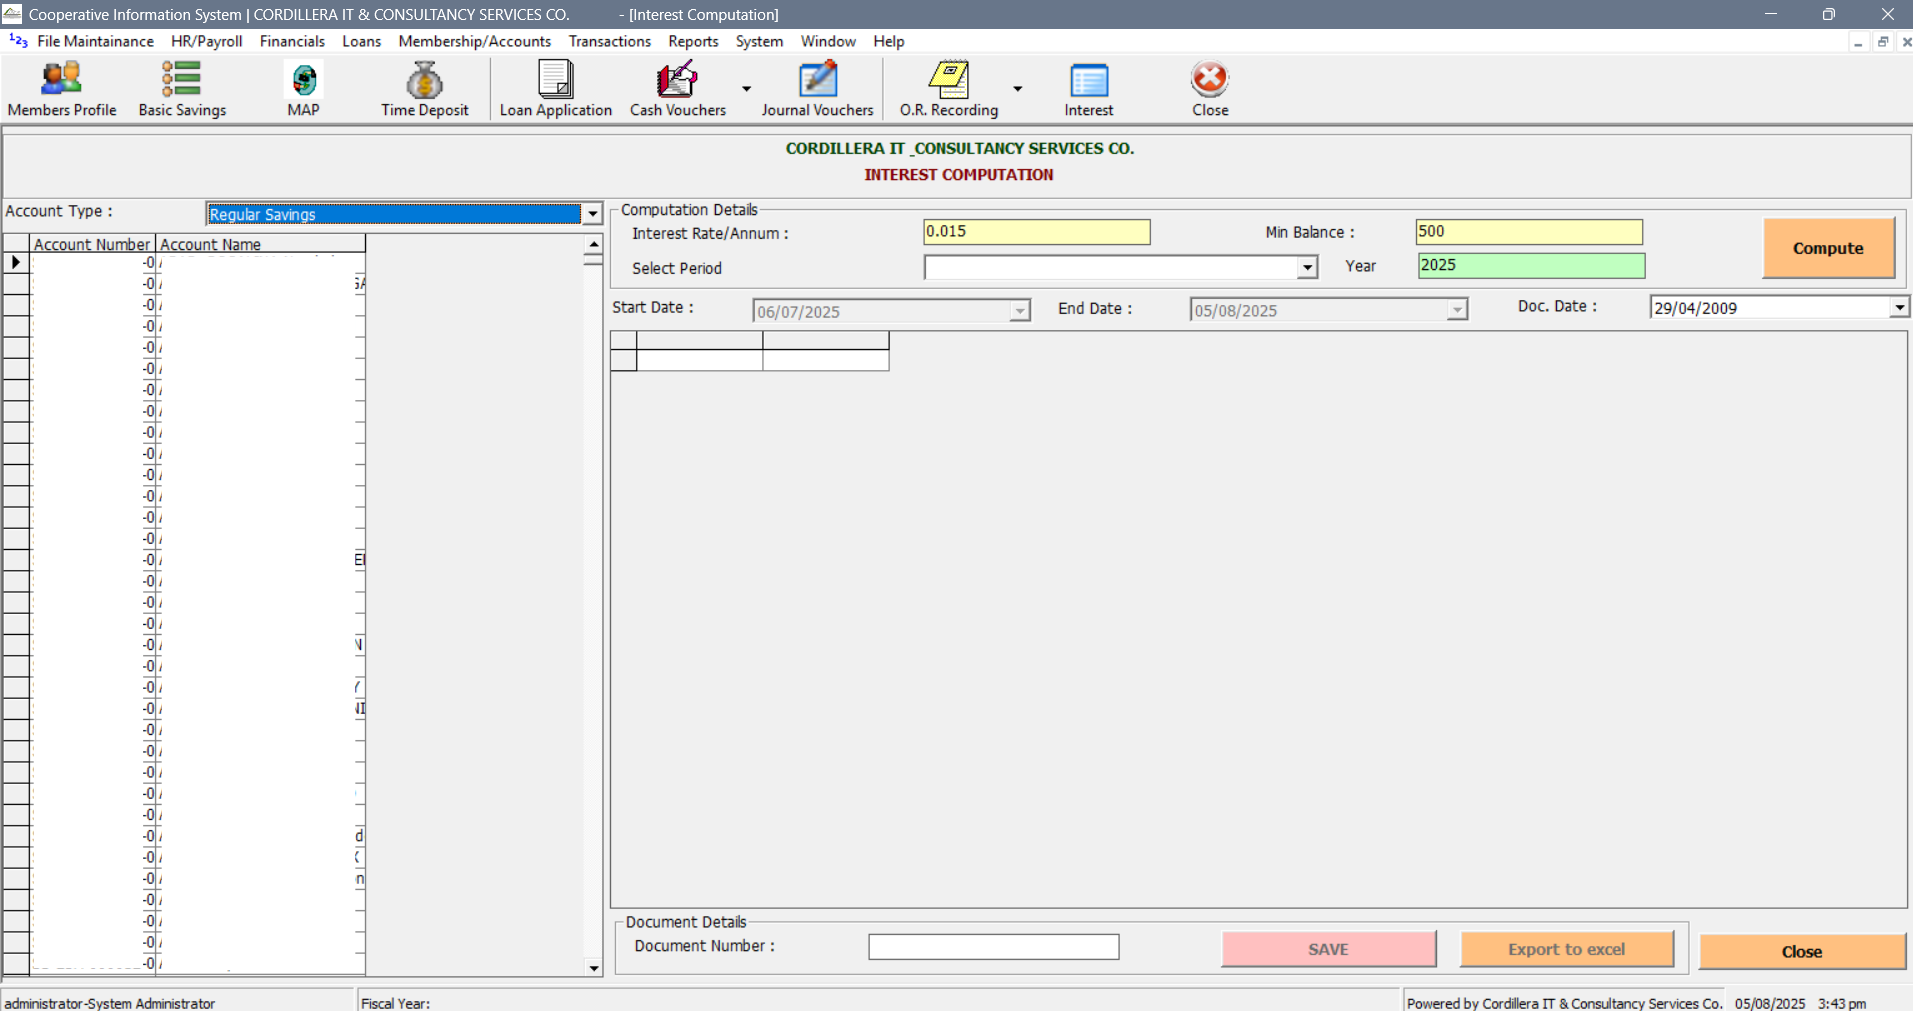 Cooperative Information System | CORDILLERA IT & CONSULTANCY SERVICES CO. - [Interest Computation]
1 2 3 File Maintainance HR/Payroll Financials Loans Membership/Accounts Transactions Reports System Window Help
Members Profile Basic Savings MAP Time Deposit Loan Application Cash Vouchers Journal Vouchers O.R. Recording Interest Close
CORDILLERA IT _CONSULTANCY SERVICES CO.
INTEREST COMPUTATION
Account Type : Regular Savings
Account Number Account Name
Computation Details
Interest Rate/Annum : 0.015 Min Balance : 500 Compute
Select Period Year 2025
Start Date : 06/07/2025 End Date : 05/08/2025 Doc. Date : 29/04/2009
Document Details
Document Number : SAVE Export to excel Close
administrator-System Administrator Fiscal Year: Powered by Cordillera IT & Consultancy Services Co. 05/08/2025 3:43 pm